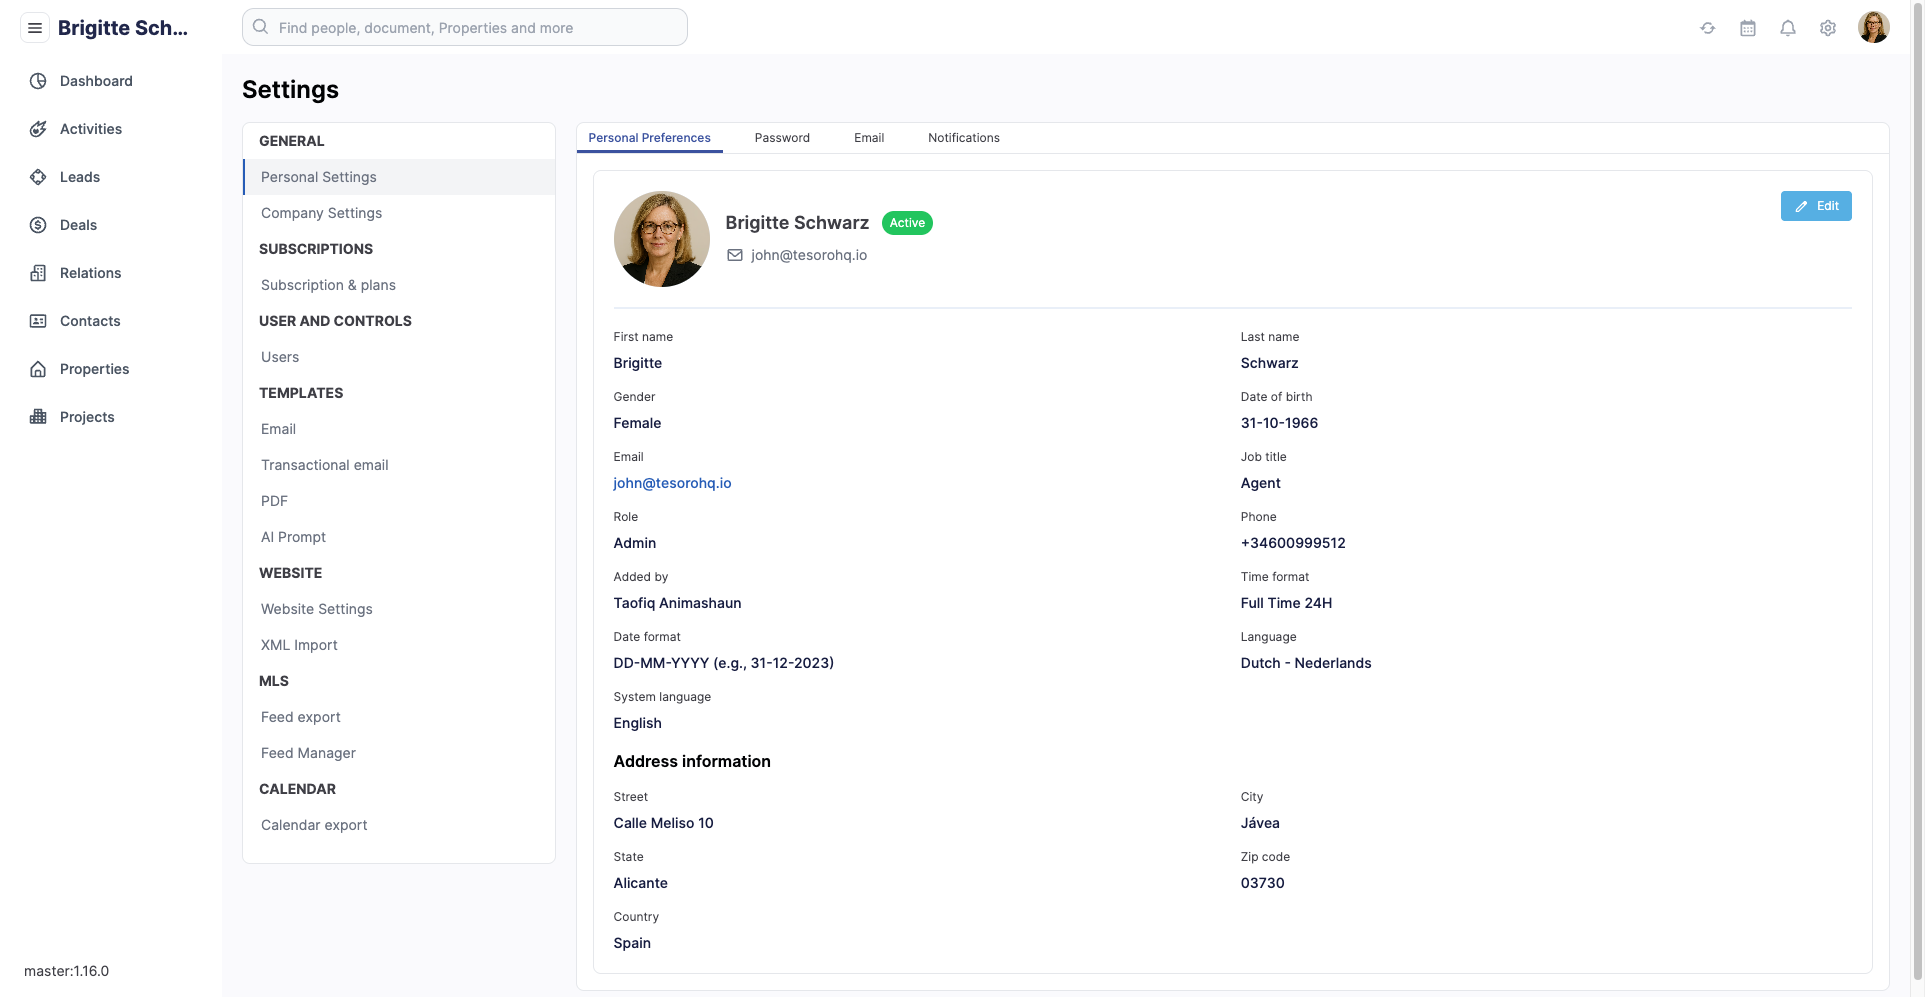 Brigitte Sch...
Find people, document, Properties and more
Dashboard
Activities
Leads
Deals
Relations
Contacts
Properties
Projects
master:1.16.0
Settings
GENERAL
Personal Settings
Company Settings
SUBSCRIPTIONS
Subscription & plans
USER AND CONTROLS
Users
TEMPLATES
Email
Transactional email
PDF
AI Prompt
WEBSITE
Website Settings
XML Import
MLS
Feed export
Feed Manager
CALENDAR
Calendar export
Personal Preferences Password Email Notifications
Brigitte Schwarz Active
john@tesorohq.io
Edit
First name Last name
Brigitte Schwarz
Gender Date of birth
Female 31-10-1966
Email Job title
john@tesorohq.io Agent
Role Phone
Admin +34600999512
Added by Time format
Taofiq Animashaun Full Time 24H
Date format Language
DD-MM-YYYY (e.g., 31-12-2023) Dutch - Nederlands
System language
English
Address information
Street City
Calle Meliso 10 Jávea
State Zip code
Alicante 03730
Country
Spain